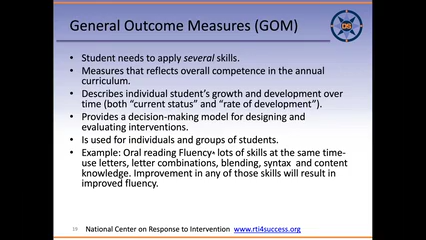 General Outcome Measures (GOM)
• Student needs to apply several skills.
• Measures that reflects overall competence in the annual
curriculum.
• Describes individual student's growth and development over
time (both "current status" and "rate of development").
• Provides a decision-making model for designing and
evaluating interventions.
• Is used for individuals and groups of students.
• Example: Oral reading Fluency lots of skills at the same time-
use letters, letter combinations, blending, syntax and content
knowledge. Improvement in any of those skills will result in
improved fluency.
19 National Center on Response to Intervention www.rti4success.org